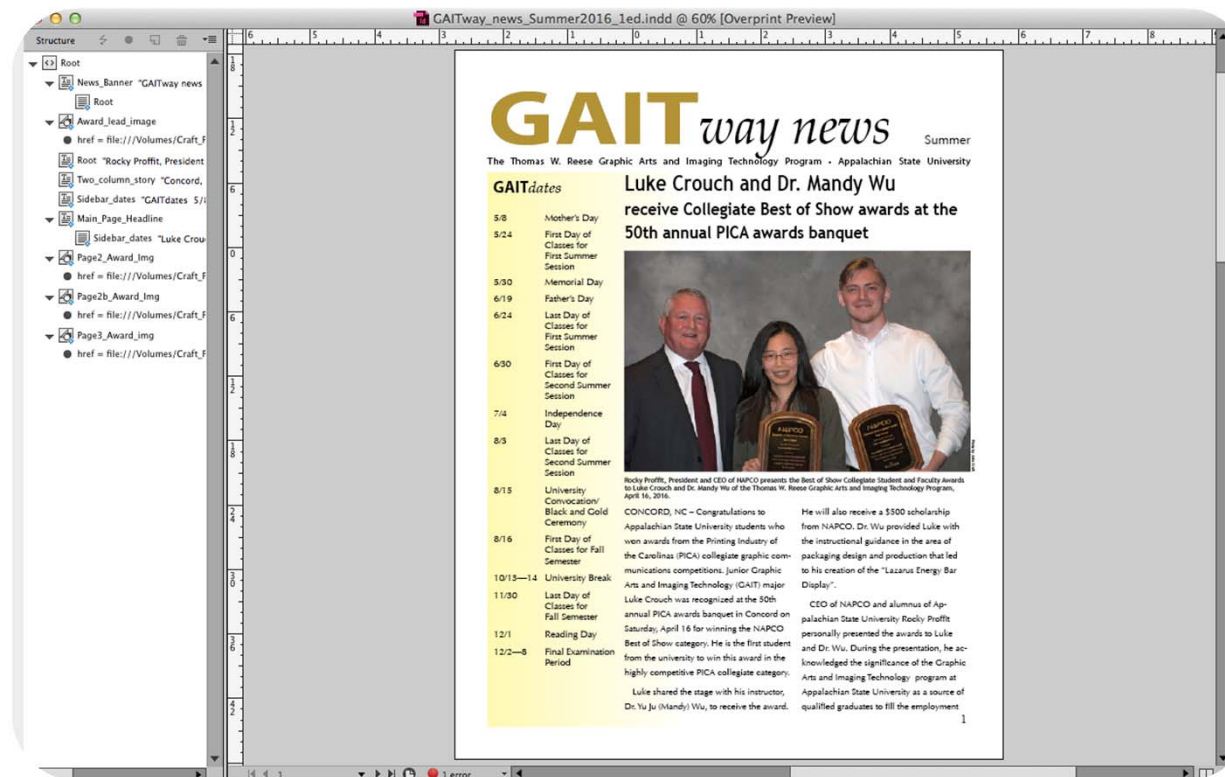 GAITway_news_Summer2016_1ed.indd @ 60% [Overprint Preview]
Structure
Root
News_Banner "GAITway news
Root
Award_lead_image
href = file:///Volumes/Craft_F
Root "Rocky Proffit, President
Two_column_story "Concord,
Sidebar_dates "GAITdates 5/
Main_Page_Headline
Sidebar_dates "Luke Crou
Page2_Award_Img
href = file:///Volumes/Craft_F
Page2b_Award_Img
href = file:///Volumes/Craft_F
Page3_Award_img
href = file:///Volumes/Craft_F
GAITway news
Summer
The Thomas W. Reese Graphic Arts and Imaging Technology Program - Appalachian State University
GAITdates
5/8 Mother's Day
5/24 First Day of
Classes for
First Summer
Session
5/30 Memorial Day
6/19 Father's Day
6/24 Last Day of
Classes for
First Summer
Session
6/30 First Day of
Classes for
Second Summer
Session
7/4 Independence
Day
8/3 Last Day of
Classes for
Second Summer
Session
8/15 University
Convocation/
Black and Gold
Ceremony
8/16 First Day of
Classes for Fall
Semester
10/13—14 University Break
11/30 Last Day of
Classes for
Fall Semester
12/1 Reading Day
12/2—8 Final Examination
Period
Luke Crouch and Dr. Mandy Wu
receive Collegiate Best of Show awards at the
50th annual PICA awards banquet
NAPCO
NAPCO
Rocky Proffit, President and CEO of NAPCO presents the Best of Show Collegiate Student and Faculty Awards
to Luke Crouch and Dr. Mandy Wu of the Thomas W. Reese Graphic Arts and Imaging Technology Program,
April 16, 2016.
CONCORD, NC – Congratulations to
Appalachian State University students who
won awards from the Printing Industry of
the Carolinas (PICA) collegiate graphic com-
munications competitions. Junior Graphic
Arts and Imaging Technology (GAIT) major
Luke Crouch was recognized at the 50th
annual PICA awards banquet in Concord on
Saturday, April 16 for winning the NAPCO
Best of Show category. He is the first student
from the university to win this award in the
highly competitive PICA collegiate category.
Luke shared the stage with his instructor,
Dr. Yu Ju (Mandy) Wu, to receive the award.
He will also receive a $500 scholarship
from NAPCO. Dr. Wu provided Luke with
the instructional guidance in the area of
packaging design and production that led
to his creation of the "Lazarus Energy Bar
Display".
CEO of NAPCO and alumnus of Ap-
palachian State University Rocky Proffit
personally presented the awards to Luke
and Dr. Wu. During the presentation, he ac-
knowledged the significance of the Graphic
Arts and Imaging Technology program at
Appalachian State University as a source of
qualified graduates to fill the employment
1
1
1 error